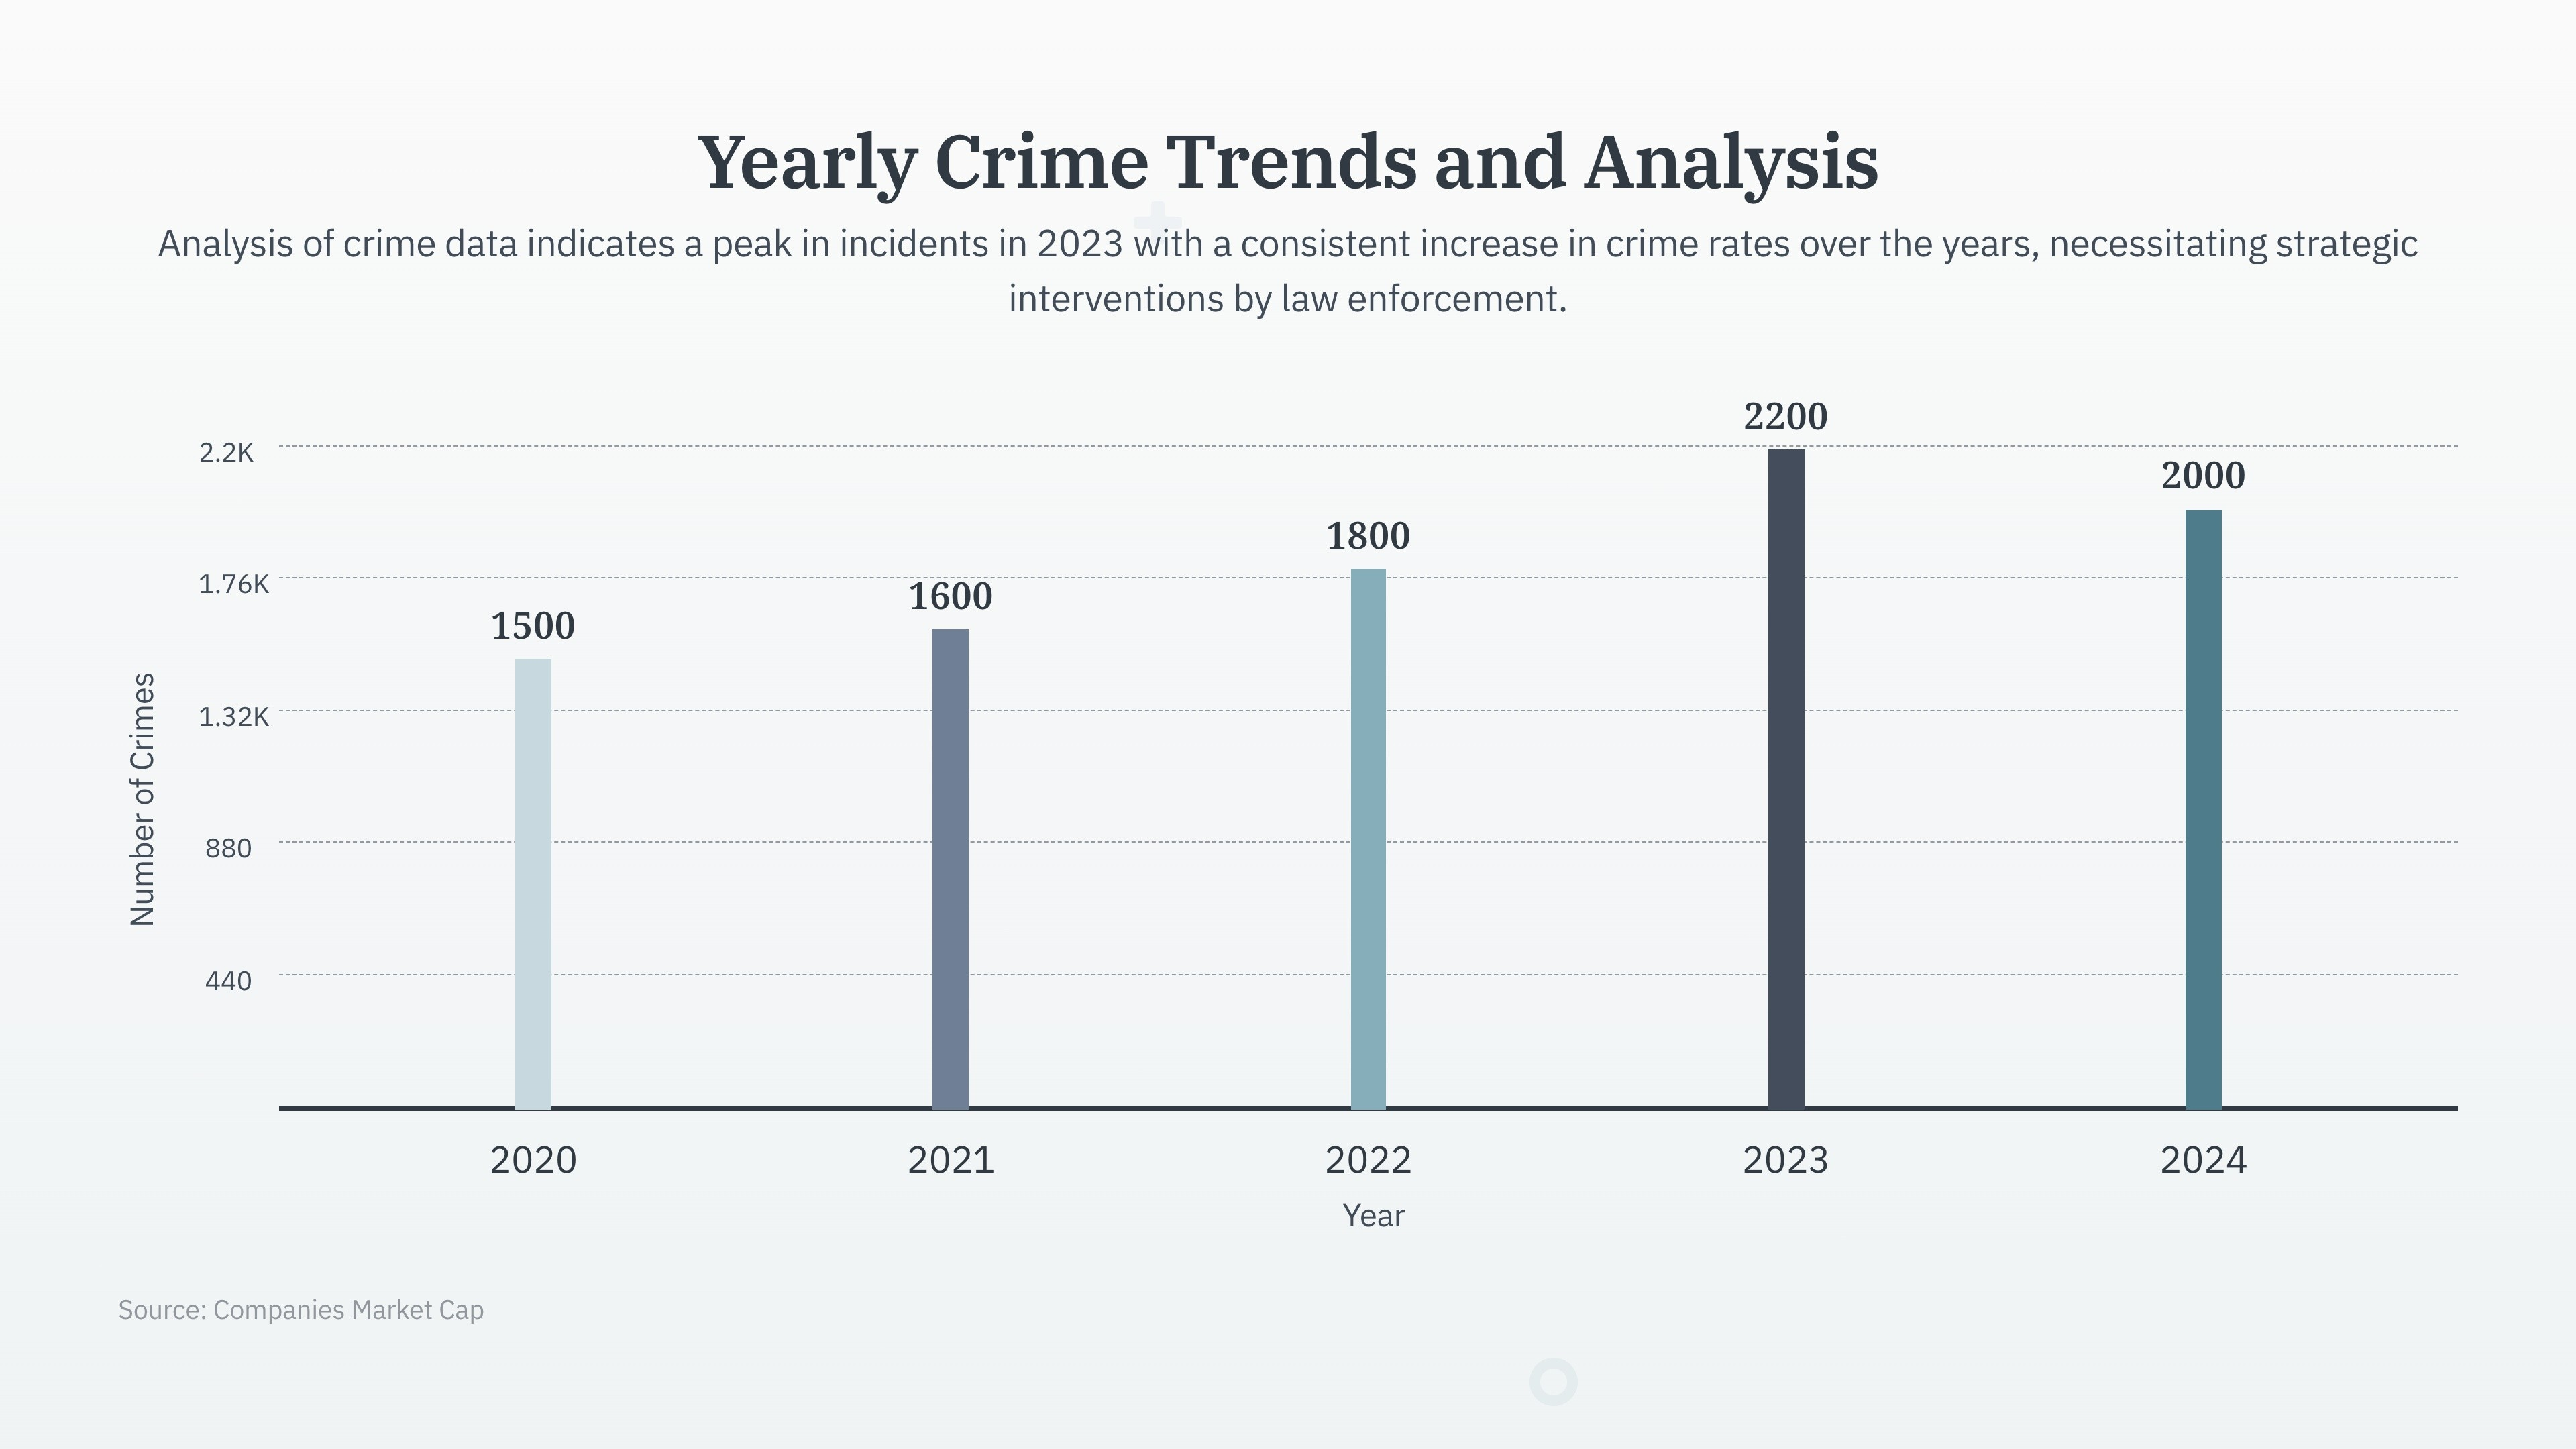 Yearly Crime Trends and Analysis
Analysis of crime data indicates a peak in incidents in 2023 with a consistent increase in crime rates over the years, necessitating strategic
interventions by law enforcement.
Number of Crimes
2.2K
1.76K
1.32K
880
440
1500
1600
1800
2200
2000
2020
2021
2022
2023
2024
Year
Source: Companies Market Cap